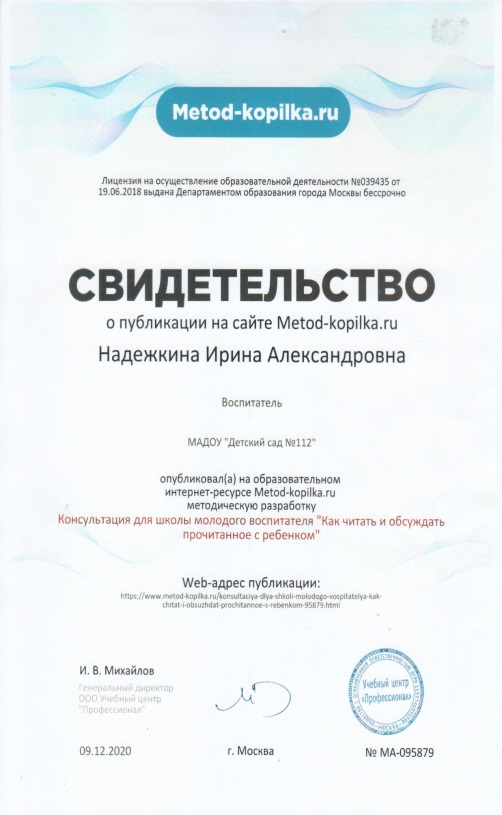 Metod-kopilka.ru
Лицензия на осуществление образовательной деятельности №039435 от
19.06.2018 выдана Департаментом образования города Москвы бессрочно
СВИДЕТЕЛЬСТВО
о публикации на сайте Metod-kopilka.ru
Надежкина Ирина Александровна
Воспитатель
МАДОУ "Детский сад №112"
опубликовал(а) на образовательном
интернет-ресурсе Metod-kopilka.ru
методическую разработку
Консультация для школы молодого воспитателя "Как читать и обсуждать
прочитанное с ребенком"
Web-адрес публикации:
https://www.metod-kopilka.ru/konsultaciya-dlya-shkoli-molodogo-vospitatelya-kak-
chitat-i-obsuzhdat-prochitannoe-s-rebenkom-95879.html
И. В. Михайлов
Генеральный директор
ООО Учебный центр
"Профессионал"
Учебный центр
«Профессионал»
МОСКВА
09.12.2020
г. Москва
№ MA-095879